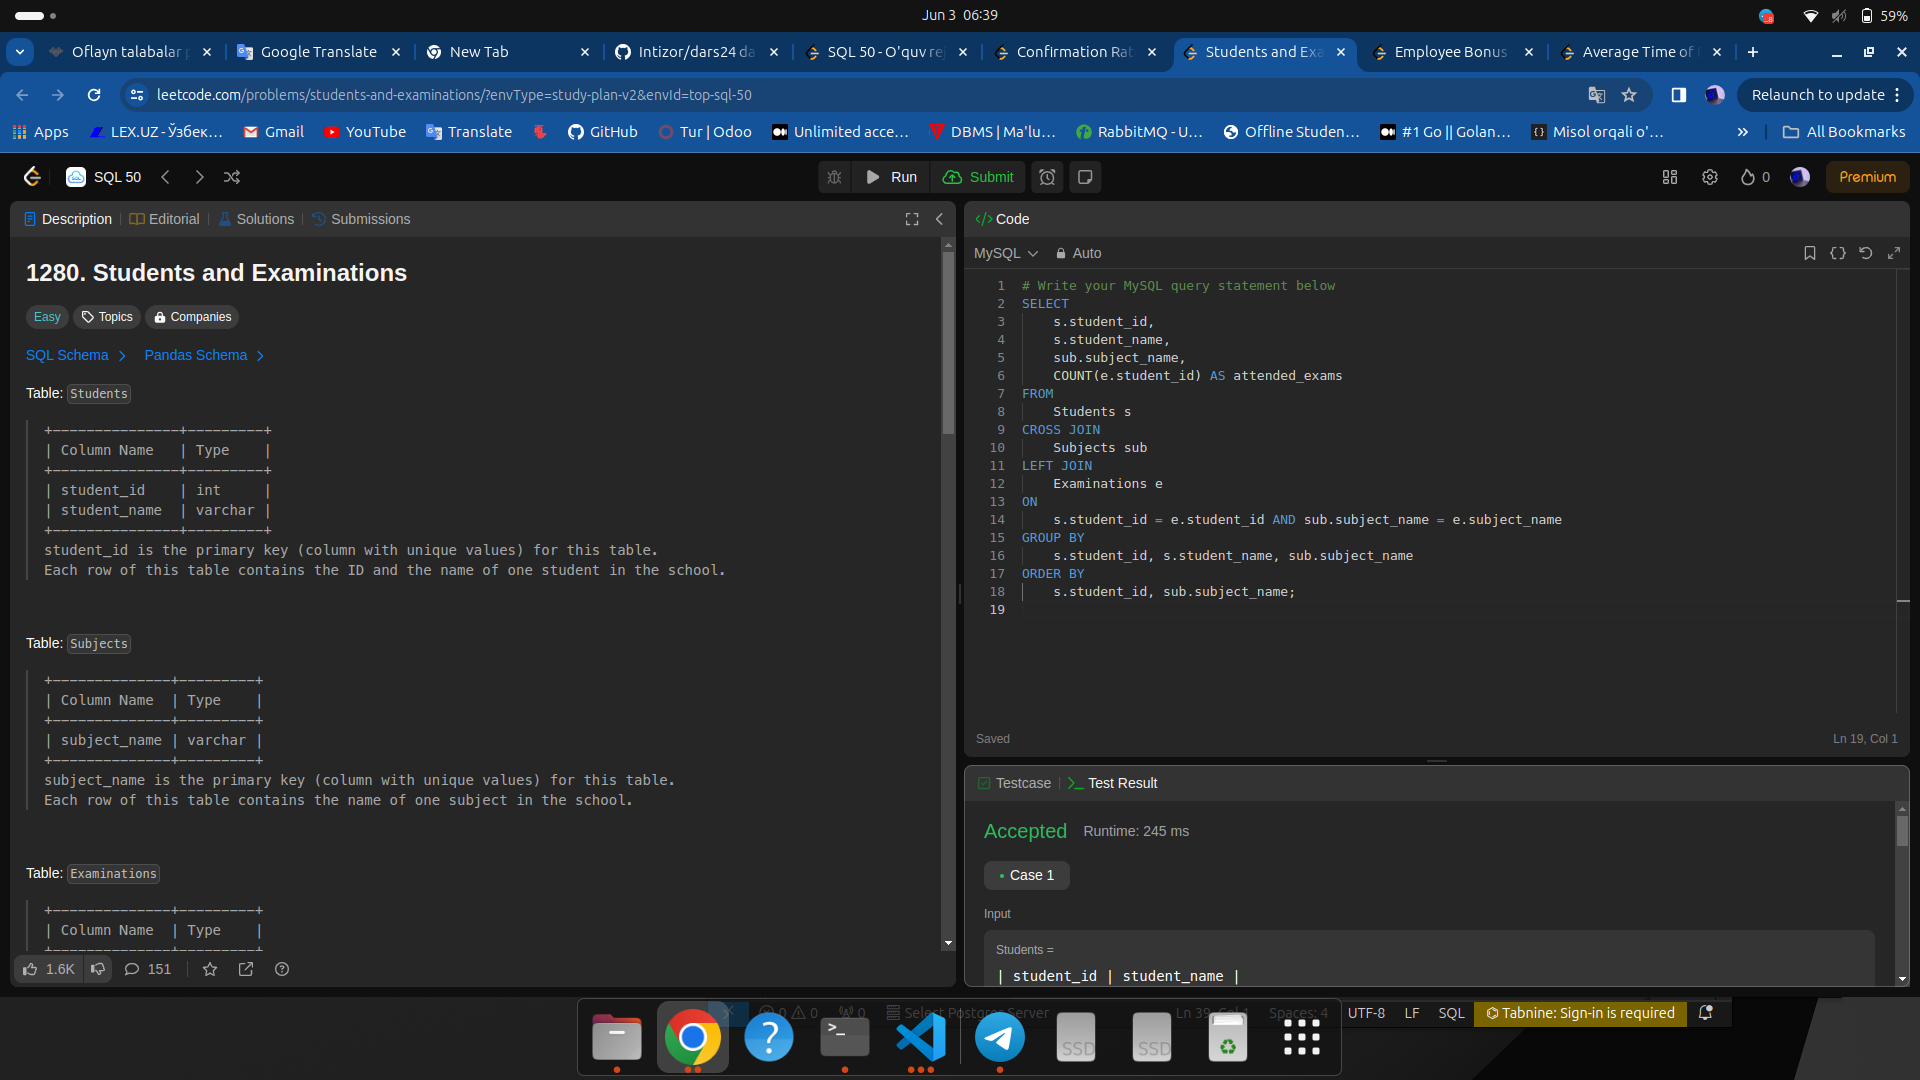 Jun 3 06:39
59%
Oflayn talabalar
Google Translate
New Tab
Intizor/dars24
SQL 50 - O'quv
Confirmation
Students and
Employee Bonus
Average Time of
leetcode.com/problems/students-and-examinations/?envType=study-plan-v2&envId=top-sql-50
Relaunch to update
Apps
LEX.UZ - Ўзбек...
Gmail
YouTube
Translate
GitHub
Tur | Odoo
Unlimited acce...
DBMS | Ma'lu...
RabbitMQ - U...
Offline Studen...
#1 Go || Golan...
Misol orqali o'...
»
All Bookmarks
SQL 50
Run
Submit
0
Premium
Description | Editorial | Solutions | Submissions
1280. Students and Examinations
Easy
Topics
Companies
SQL Schema
Pandas Schema
Table: Students
+---------------+---------+
| Column Name   | Type    |
+---------------+---------+
| student_id    | int     |
| student_name  | varchar |
+---------------+---------+
student_id is the primary key (column with unique values) for this table.
Each row of this table contains the ID and the name of one student in the school.
Table: Subjects
+--------------+---------+
| Column Name  | Type    |
+--------------+---------+
| subject_name | varchar |
+--------------+---------+
subject_name is the primary key (column with unique values) for this table.
Each row of this table contains the name of one subject in the school.
Table: Examinations
+--------------+---------+
| Column Name  | Type    |
+--------------+---------+
1.6K
151
</> Code
MySQL
Auto
1 # Write your MySQL query statement below
2 SELECT
3     s.student_id,
4     s.student_name,
5     sub.subject_name,
6     COUNT(e.student_id) AS attended_exams
7 FROM
8     Students s
9 CROSS JOIN
10     Subjects sub
11 LEFT JOIN
12     Examinations e
13 ON
14     s.student_id = e.student_id AND sub.subject_name = e.subject_name
15 GROUP BY
16     s.student_id, s.student_name, sub.subject_name
17 ORDER BY
18     s.student_id, sub.subject_name;
19
Saved
Ln 19, Col 1
Testcase | >_ Test Result
Accepted
Runtime: 245 ms
• Case 1
Input
Students =
| student_id | student_name |
0
0
0
Select Postgres Server
Ln 39, Col 1
Spaces: 4
UTF-8
LF
SQL
Tabnine: Sign-in is required
>_
?
SSD
SSD